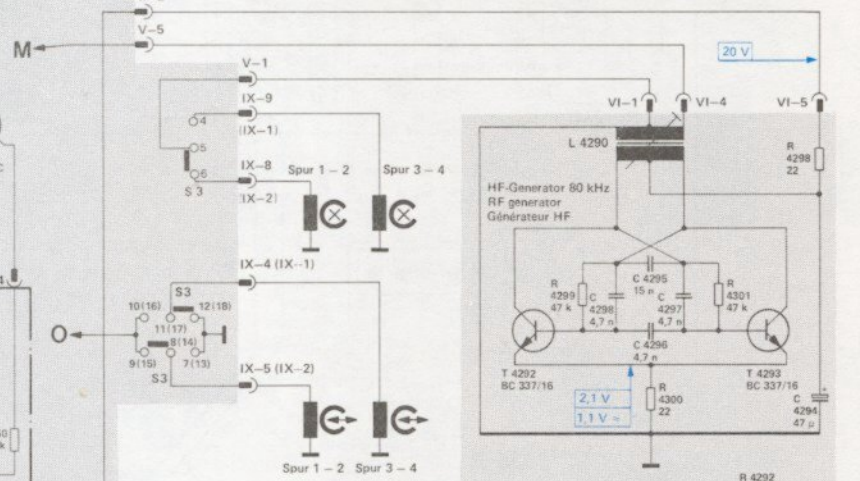 V-5
M
20 V
V-1
IX-9
(IX-1)
VI-1
VI-4
VI-5
4
5
6
S 3
IX-8
(IX-2)
Spur 1 - 2
Spur 3 - 4
L 4290
R
4298
22
HF-Generator 80 kHz
RF generator
Générateur HF
IX-4 (IX-1)
S3
10(16)
12(18)
11(17)
8(14)
9(15)
7(13)
S3
O
IX-5 (IX-2)
C 4295
15 n
R
4299
47 k
C
4298
4,7 n
C
4297
4,7 n
R
4301
47 k
C 4296
4,7 n
T 4292
BC 337/16
T 4293
BC 337/16
2,1 V
1,1 V ≈
R
4300
22
+
C
4294
47 µ
Spur 1 - 2
Spur 3 - 4
R 4292